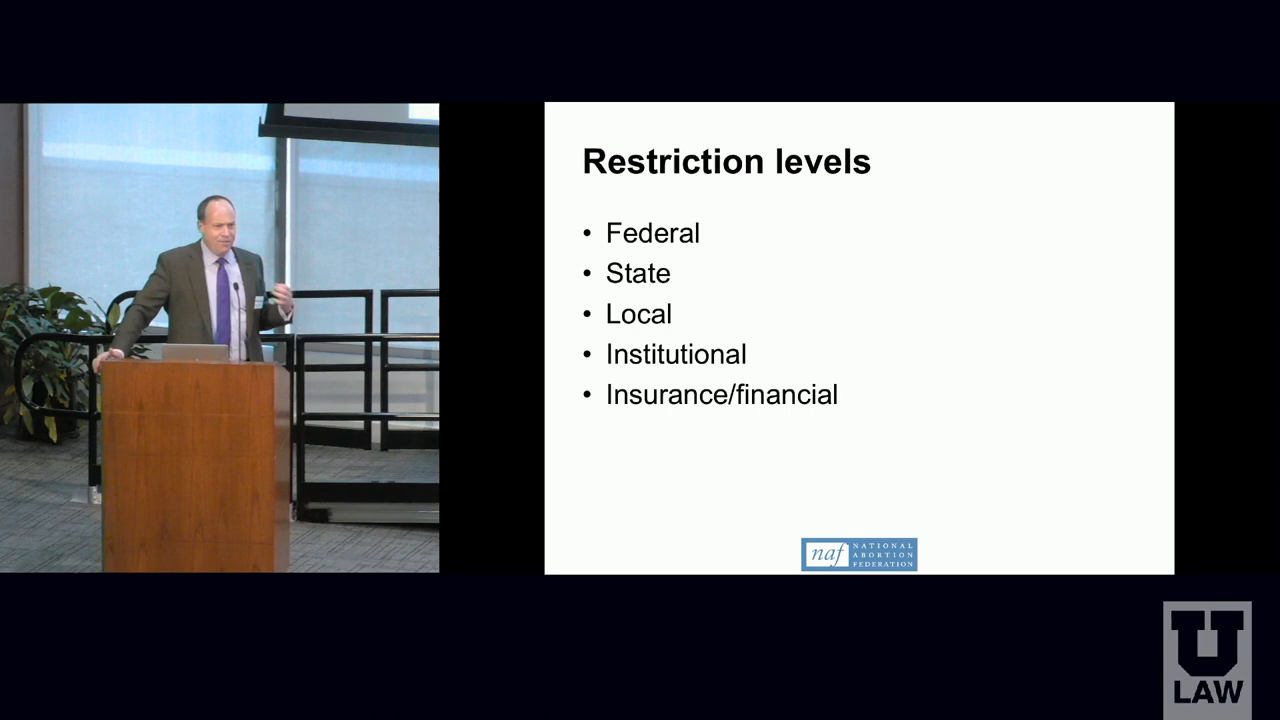 Restriction levels
• Federal
• State
• Local
• Institutional
• Insurance/financial
naf
NATIONAL
ABORTION
FEDERATION
U
LAW